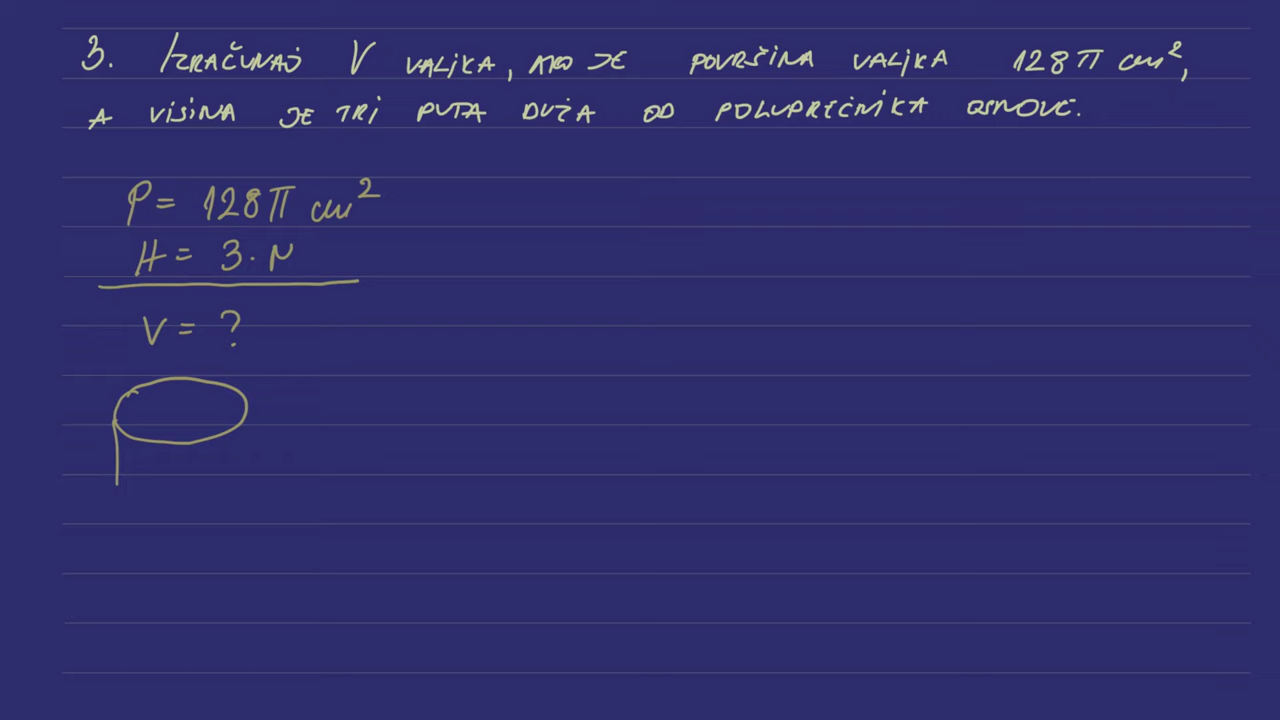 3. IZRAČUNAJ V VALJKA, AKO JE POVRŠINA VALJKA 128π cm²,
A VISINA JE TRI PUTA DUŽA OD POLUPREČNIKA OSNOVE.
P = 128π cm²
H = 3 · r
V = ?